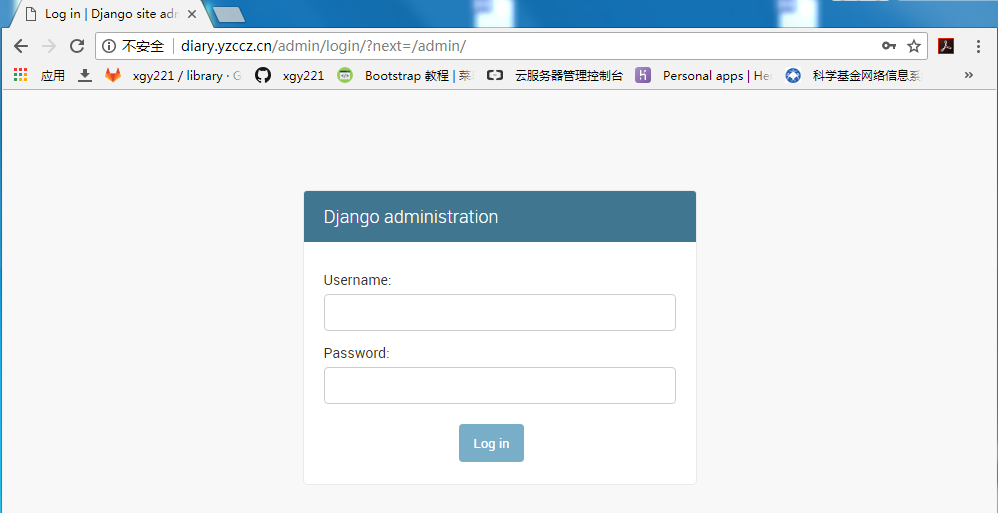 Log in | Django site adr
不安全 diary.yzccz.cn/admin/login/?next=/admin/
应用 xgy221 / library · G xgy221 Bootstrap 教程 | 菜 云服务器管理控制台 Personal apps | He 科学基金网络信息系 »
Django administration
Username:
Password:
Log in